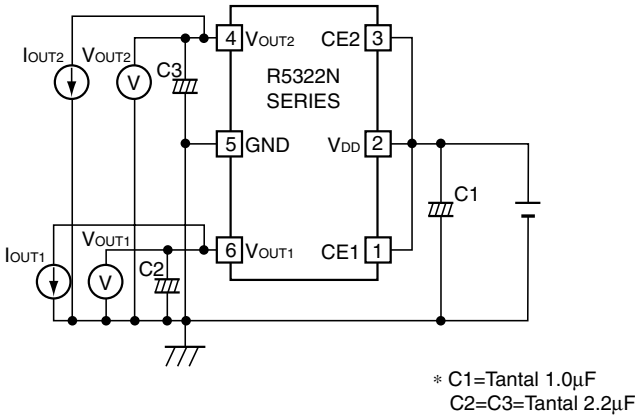 IOUT2
VOUT2
V
C3
4
VOUT2
CE2
3
R5322N
SERIES
5
GND
VDD
2
C1
IOUT1
VOUT1
V
C2
6
VOUT1
CE1
1
* C1=Tantal 1.0μF
C2=C3=Tantal 2.2μF